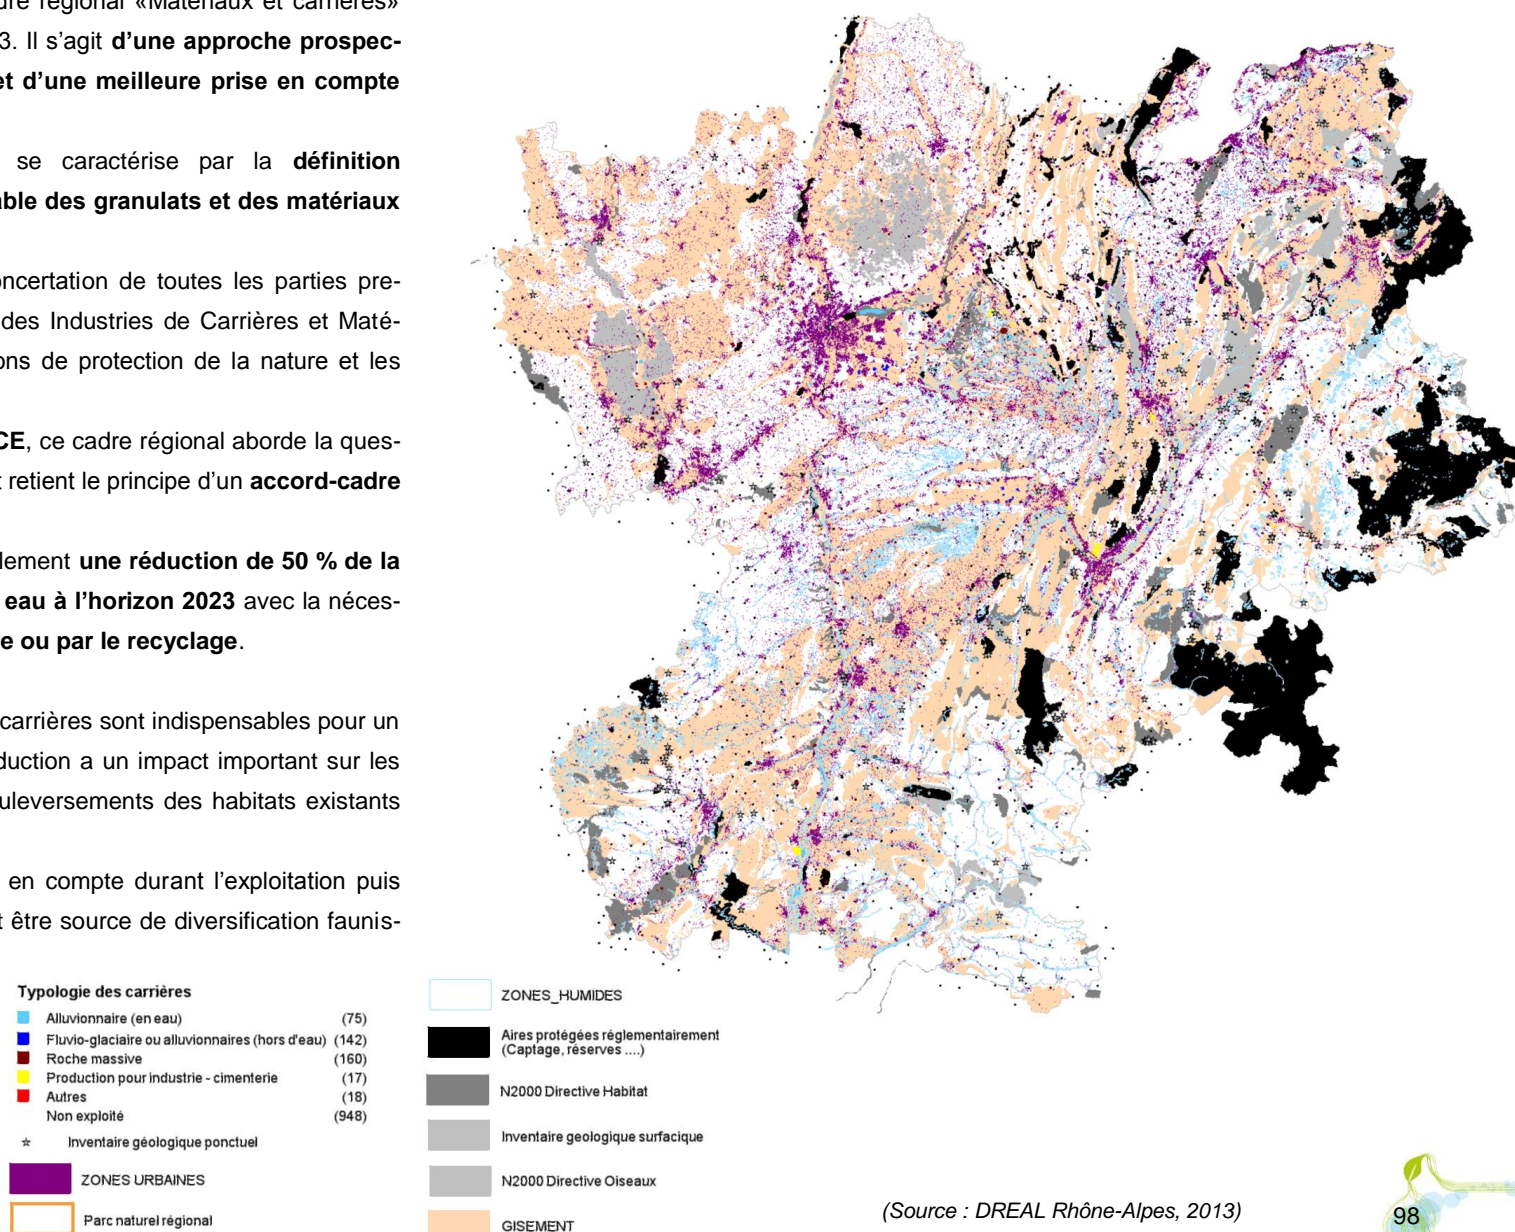 dre régional «Matériaux et carrières»
3. Il s'agit d'une approche prospec-
et d'une meilleure prise en compte
se caractérise par la définition
able des granulats et des matériaux
oncertation de toutes les parties pre-
des Industries de Carrières et Maté-
ons de protection de la nature et les
CE, ce cadre régional aborde la ques-
t retient le principe d'un accord-cadre
lement une réduction de 50 % de la
eau à l'horizon 2023 avec la néces-
e ou par le recyclage.
carrières sont indispensables pour un
duction a un impact important sur les
uleversements des habitats existants
en compte durant l'exploitation puis
t être source de diversification faunis-
Typologie des carrières
Alluvionnaire (en eau) (75)
Fluvio-glaciaire ou alluvionnaires (hors d'eau) (142)
Roche massive (160)
Production pour industrie - cimenterie (17)
Autres (18)
Non exploité (948)
Inventaire géologique ponctuel
ZONES URBAINES
Parc naturel régional
ZONES_HUMIDES
Aires protégées réglementairement
(Captage, réserves ....)
N2000 Directive Habitat
Inventaire geologique surfacique
N2000 Directive Oiseaux
GISEMENT
(Source : DREAL Rhône-Alpes, 2013)
98